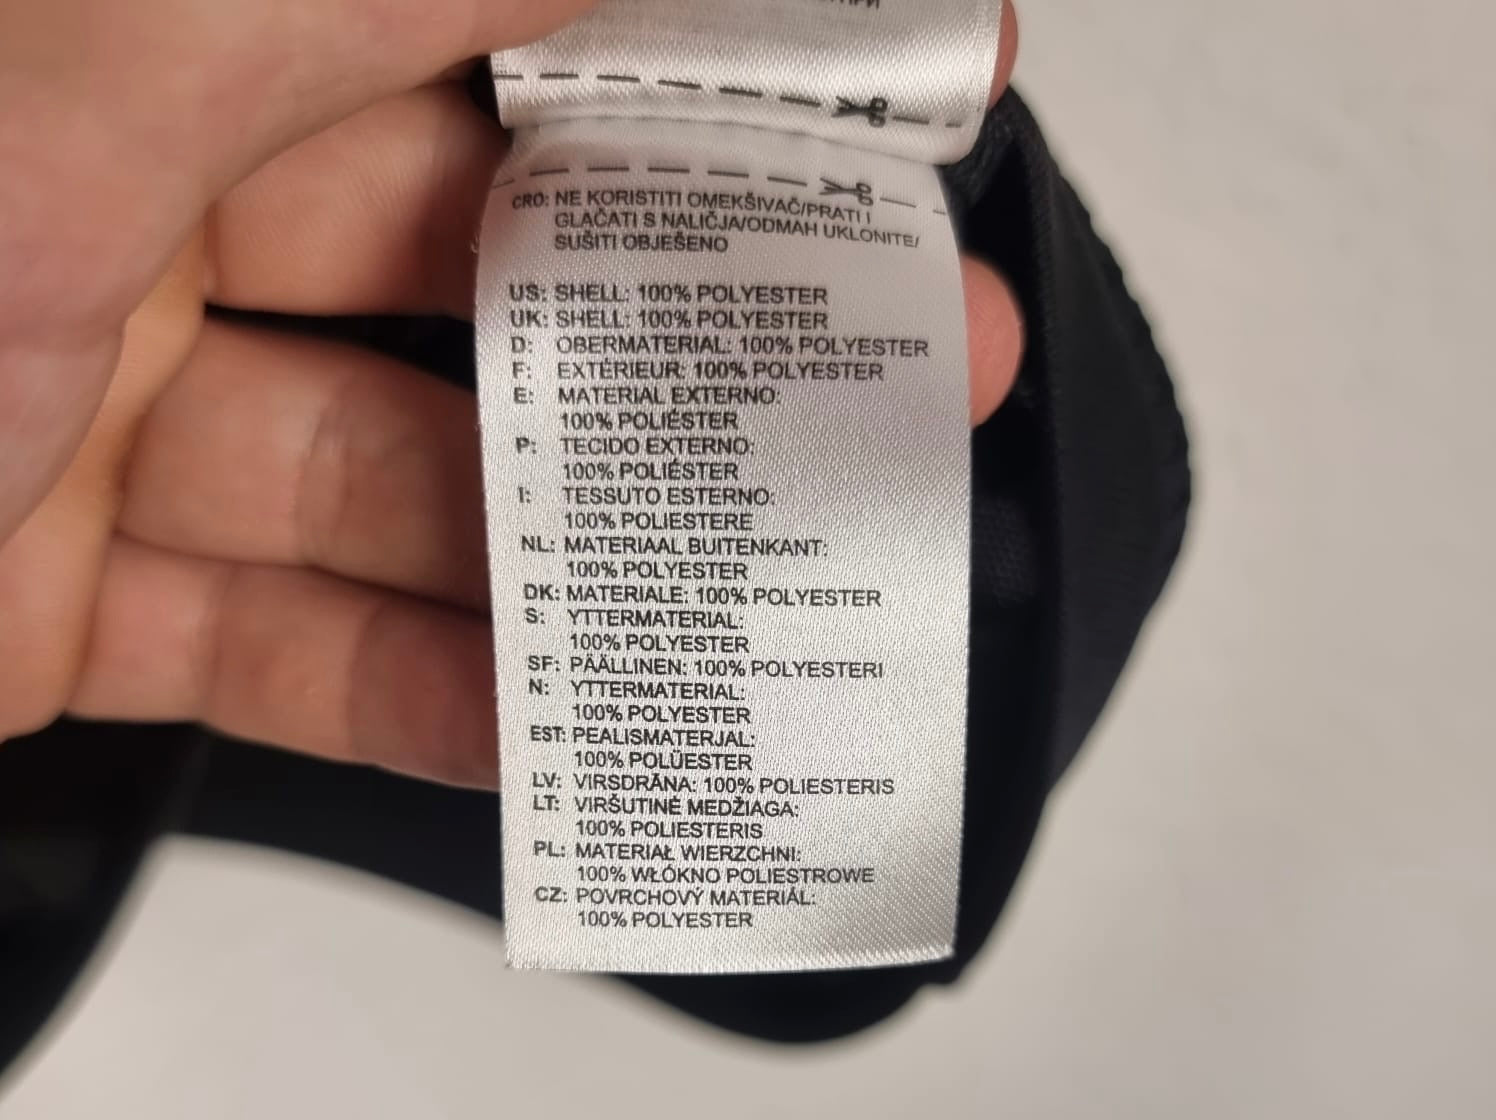 CRO: NE KORISTITI OMEKŠIVAČ/PRATI I
GLAČATI S NALIČJA/ODMAH UKLONITE/
SUŠITI OBJEŠENO
US: SHELL: 100% POLYESTER
UK: SHELL: 100% POLYESTER
D: OBERMATERIAL: 100% POLYESTER
F: EXTÉRIEUR: 100% POLYESTER
E: MATERIAL EXTERNO:
100% POLIÉSTER
P: TECIDO EXTERNO:
100% POLIÉSTER
I: TESSUTO ESTERNO:
100% POLIESTERE
NL: MATERIAAL BUITENKANT:
100% POLYESTER
DK: MATERIALE: 100% POLYESTER
S: YTTERMATERIAL:
100% POLYESTER
SF: PÄÄLLINEN: 100% POLYESTERI
N: YTTERMATERIAL:
100% POLYESTER
EST: PEALISMATERJAL:
100% POLÜESTER
LV: VIRSDRĀNA: 100% POLIESTERIS
LT: VIRŠUTINĖ MEDŽIAGA:
100% POLIESTERIS
PL: MATERIAŁ WIERZCHNI:
100% WŁÓKNO POLIESTROWE
CZ: POVRCHOVÝ MATERIÁL:
100% POLYESTER